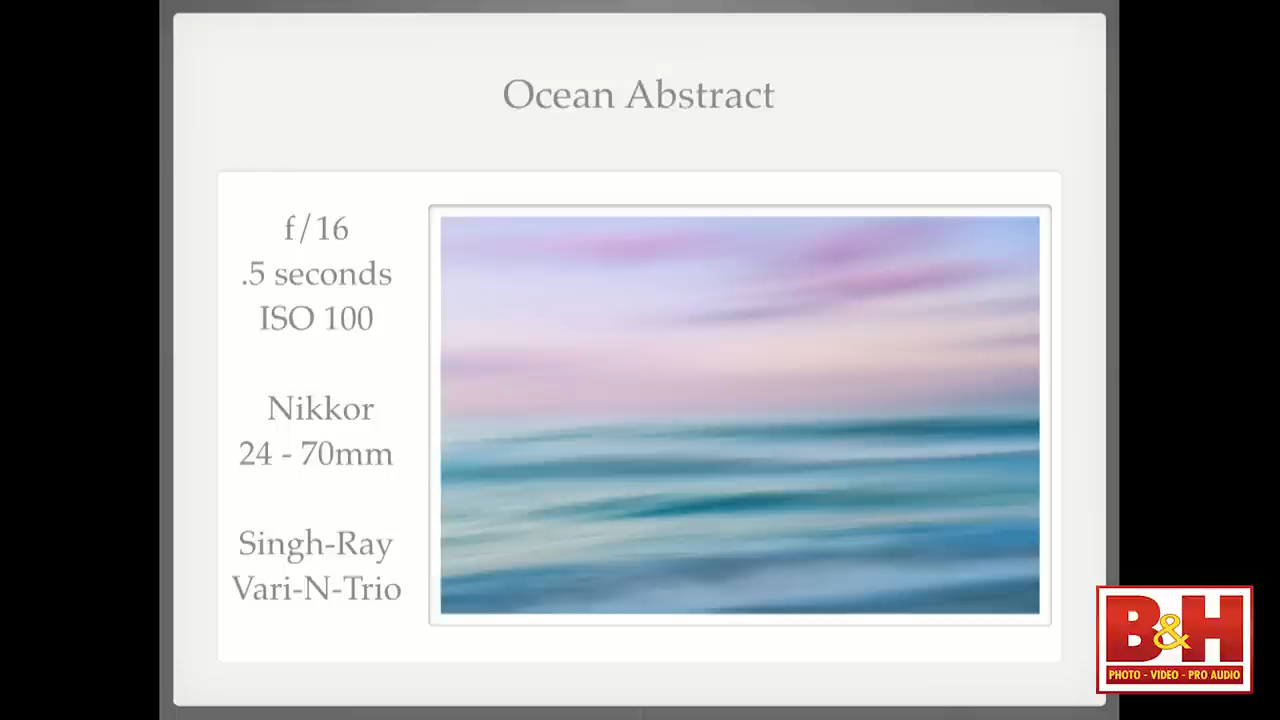 Ocean Abstract
f/16
.5 seconds
ISO 100
Nikkor
24 - 70mm
Singh-Ray
Vari-N-Trio
B&H
PHOTO - VIDEO - PRO AUDIO